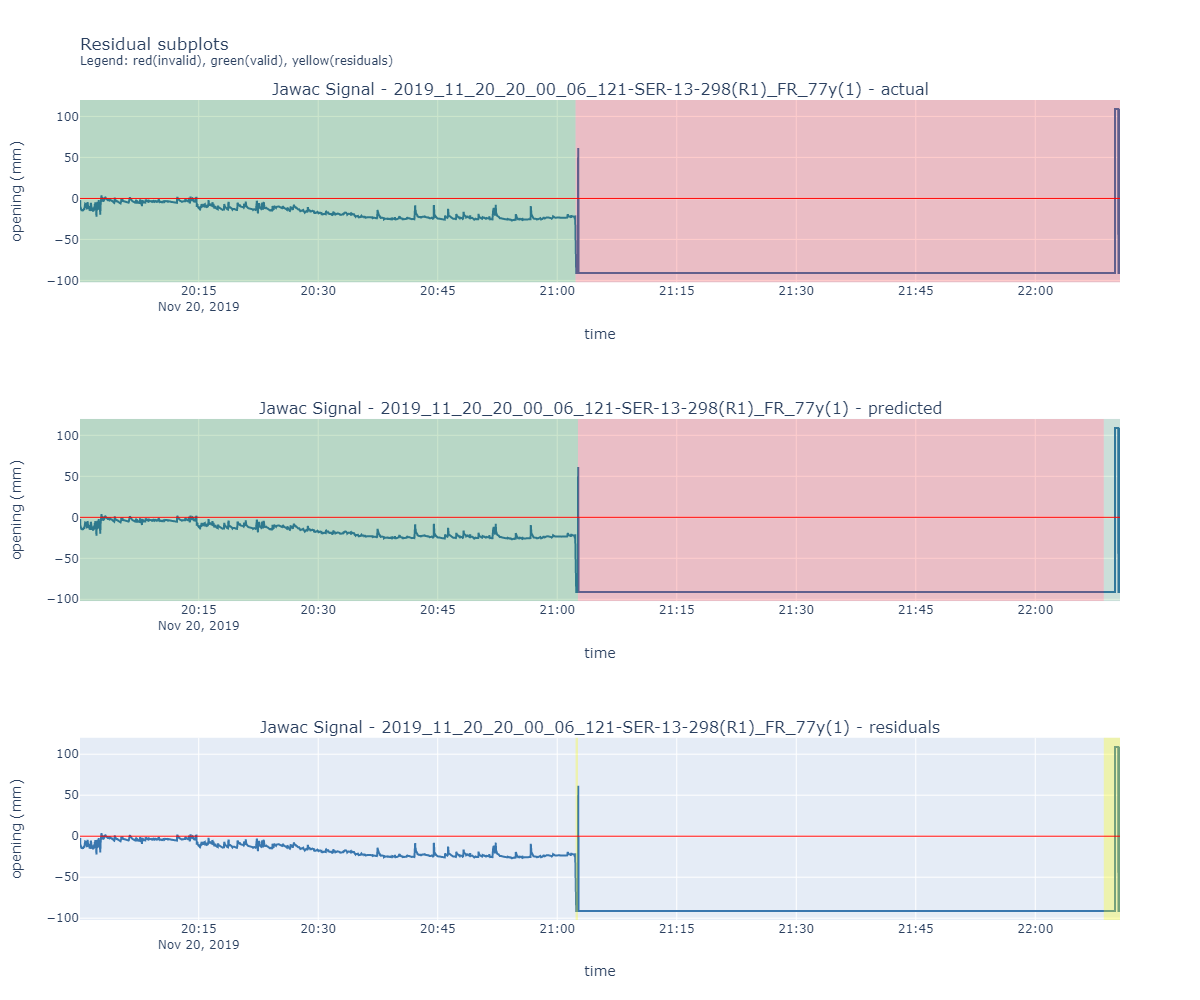 Residual subplots
Legend: red(invalid), green(valid), yellow(residuals)
Jawac Signal - 2019_11_20_20_00_06_121-SER-13-298(R1)_FR_77y(1) - actual
opening (mm)
100
50
0
−50
−100
20:15 20:30 20:45 21:00 21:15 21:30 21:45 22:00
Nov 20, 2019
time
Jawac Signal - 2019_11_20_20_00_06_121-SER-13-298(R1)_FR_77y(1) - predicted
opening (mm)
100
50
0
−50
−100
20:15 20:30 20:45 21:00 21:15 21:30 21:45 22:00
Nov 20, 2019
time
Jawac Signal - 2019_11_20_20_00_06_121-SER-13-298(R1)_FR_77y(1) - residuals
opening (mm)
100
50
0
−50
−100
20:15 20:30 20:45 21:00 21:15 21:30 21:45 22:00
Nov 20, 2019
time